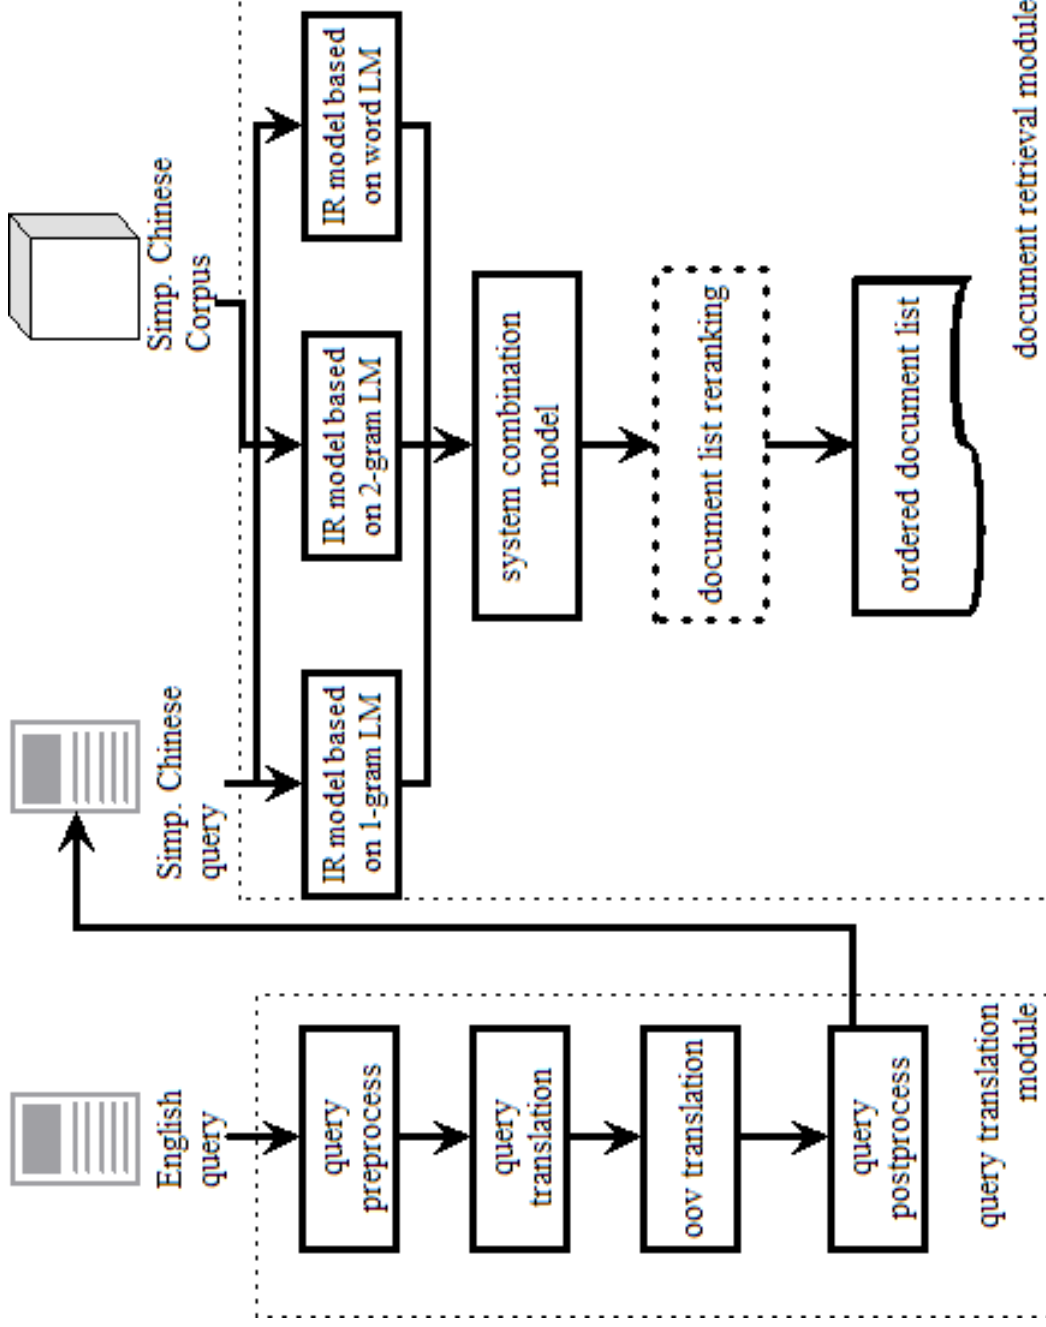 English
query
query
preprocess
query
translation
oov translation
query
postprocess
query translation
module
Simp. Chinese
query
Simp. Chinese
Corpus
IR model based
on 1-gram LM
IR model based
on 2-gram LM
IR model based
on word LM
system combination
model
document list reranking
ordered document list
document retrieval module